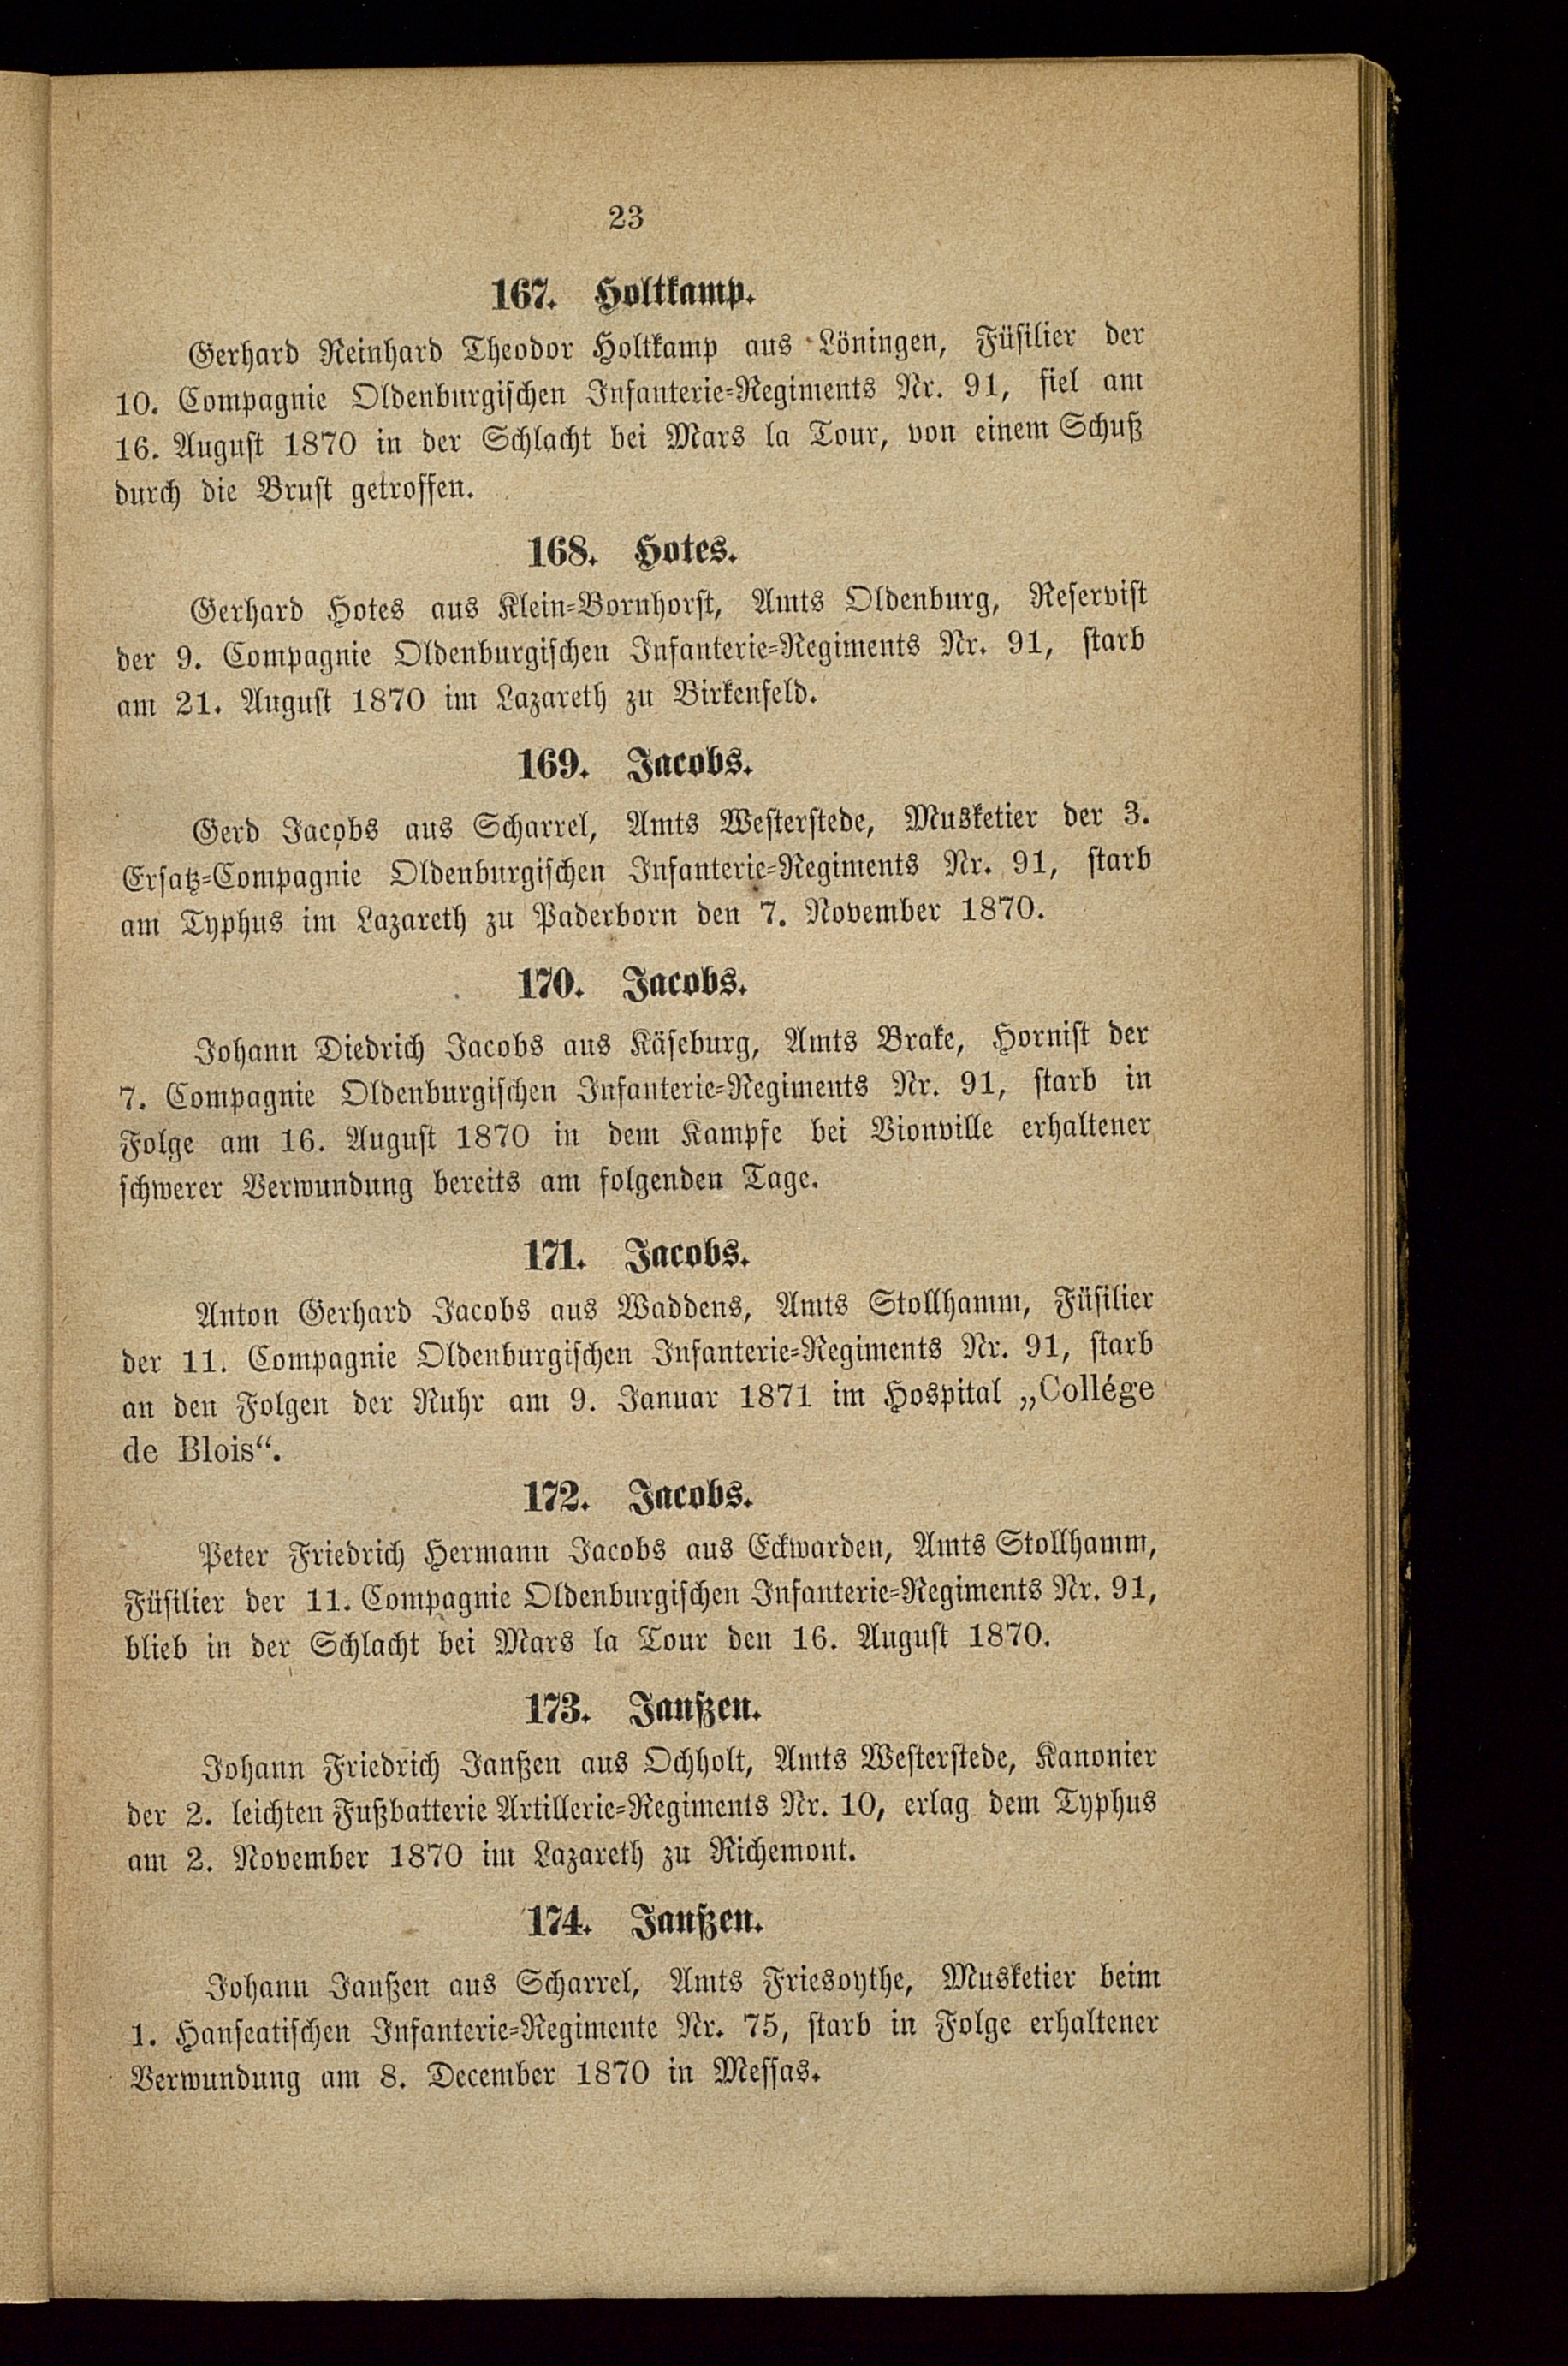 23
167. Holtkamp.
Gerhard Reinhard Theodor Holtkamp aus Löningen, Füsilier der
10. Compagnie Oldenburgischen Infanterie-Regiments Nr. 91, fiel am
16. August 1870 in der Schlacht bei Mars la Tour, von einem Schuß
durch die Brust getroffen.
168. Hotes.
Gerhard Hotes aus Klein-Bornhorst, Amts Oldenburg, Reservist
der 9. Compagnie Oldenburgischen Infanterie-Regiments Nr. 91, starb
am 21. August 1870 im Lazareth zu Birkenfeld.
169. Jacobs.
Gerd Jacobs aus Scharrel, Amts Westerstede, Musketier der 3.
Ersatz-Compagnie Oldenburgischen Infanterie-Regiments Nr. 91, starb
am Typhus im Lazareth zu Paderborn den 7. November 1870.
170. Jacobs.
Johann Diedrich Jacobs aus Käseburg, Amts Brake, Hornist der
7. Compagnie Oldenburgischen Infanterie-Regiments Nr. 91, starb in
Folge am 16. August 1870 in dem Kampfe bei Vionville erhaltener
schwerer Verwundung bereits am folgenden Tage.
171. Jacobs.
Anton Gerhard Jacobs aus Waddens, Amts Stollhamm, Füsilier
der 11. Compagnie Oldenburgischen Infanterie-Regiments Nr. 91, starb
an den Folgen der Ruhr am 9. Januar 1871 im Hospital „Collége
de Blois“.
172. Jacobs.
Peter Friedrich Hermann Jacobs aus Eckwarden, Amts Stollhamm,
Füsilier der 11. Compagnie Oldenburgischen Infanterie-Regiments Nr. 91,
blieb in der Schlacht bei Mars la Tour den 16. August 1870.
173. Janßen.
Johann Friedrich Janßen aus Ochholt, Amts Westerstede, Kanonier
der 2. leichten Fußbatterie Artillerie-Regiments Nr. 10, erlag dem Typhus
am 2. November 1870 im Lazareth zu Richemont.
174. Janßen.
Johann Janßen aus Scharrel, Amts Friesoythe, Musketier beim
1. Hanseatischen Infanterie-Regimente Nr. 75, starb in Folge erhaltener
Verwundung am 8. December 1870 in Messas.